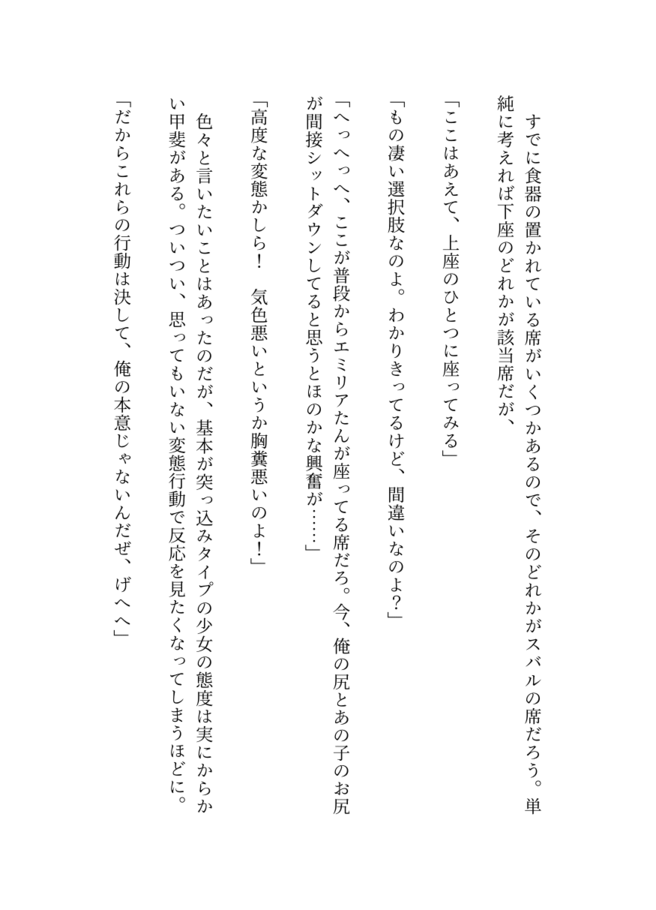 すでに食器の置かれている席がいくつかあるので、そのどれかがスバルの席だろう。単
純に考えれば下座のどれかが該当席だが、
「ここはあえて、上座のひとつに座ってみる」
「もの凄い選択肢なのよ。わかりきってるけど、間違いなのよ？」
「へっへっへ、ここが普段からエミリアたんが座ってる席だろ。今、俺の尻とあの子のお尻
が間接シットダウンしてると思うとほのかな興奮が……」
「高度な変態かしら！　気色悪いというか胸糞悪いのよ！」
　色々と言いたいことはあったのだが、基本が突っ込みタイプの少女の態度は実にからか
い甲斐がある。ついつい、思ってもいない変態行動で反応を見たくなってしまうほどに。
「だからこれらの行動は決して、俺の本意じゃないんだぜ、げへへ」